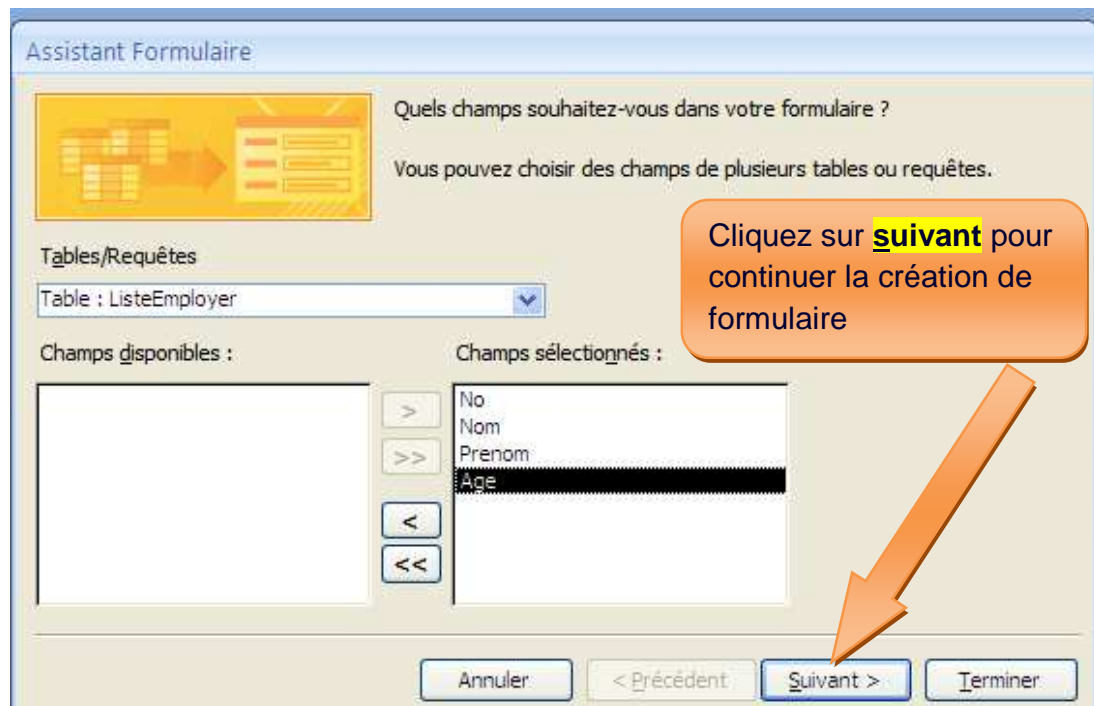 Assistant Formulaire
Quels champs souhaitez-vous dans votre formulaire ?
Vous pouvez choisir des champs de plusieurs tables ou requêtes.
Cliquez sur suivant pour
continuer la création de
formulaire
Tables/Requêtes
Table : ListeEmployer
Champs disponibles :
Champs sélectionnés :
>
>>
<
<<
No
Nom
Prenom
Age
Annuler
< Précédent
Suivant >
Terminer